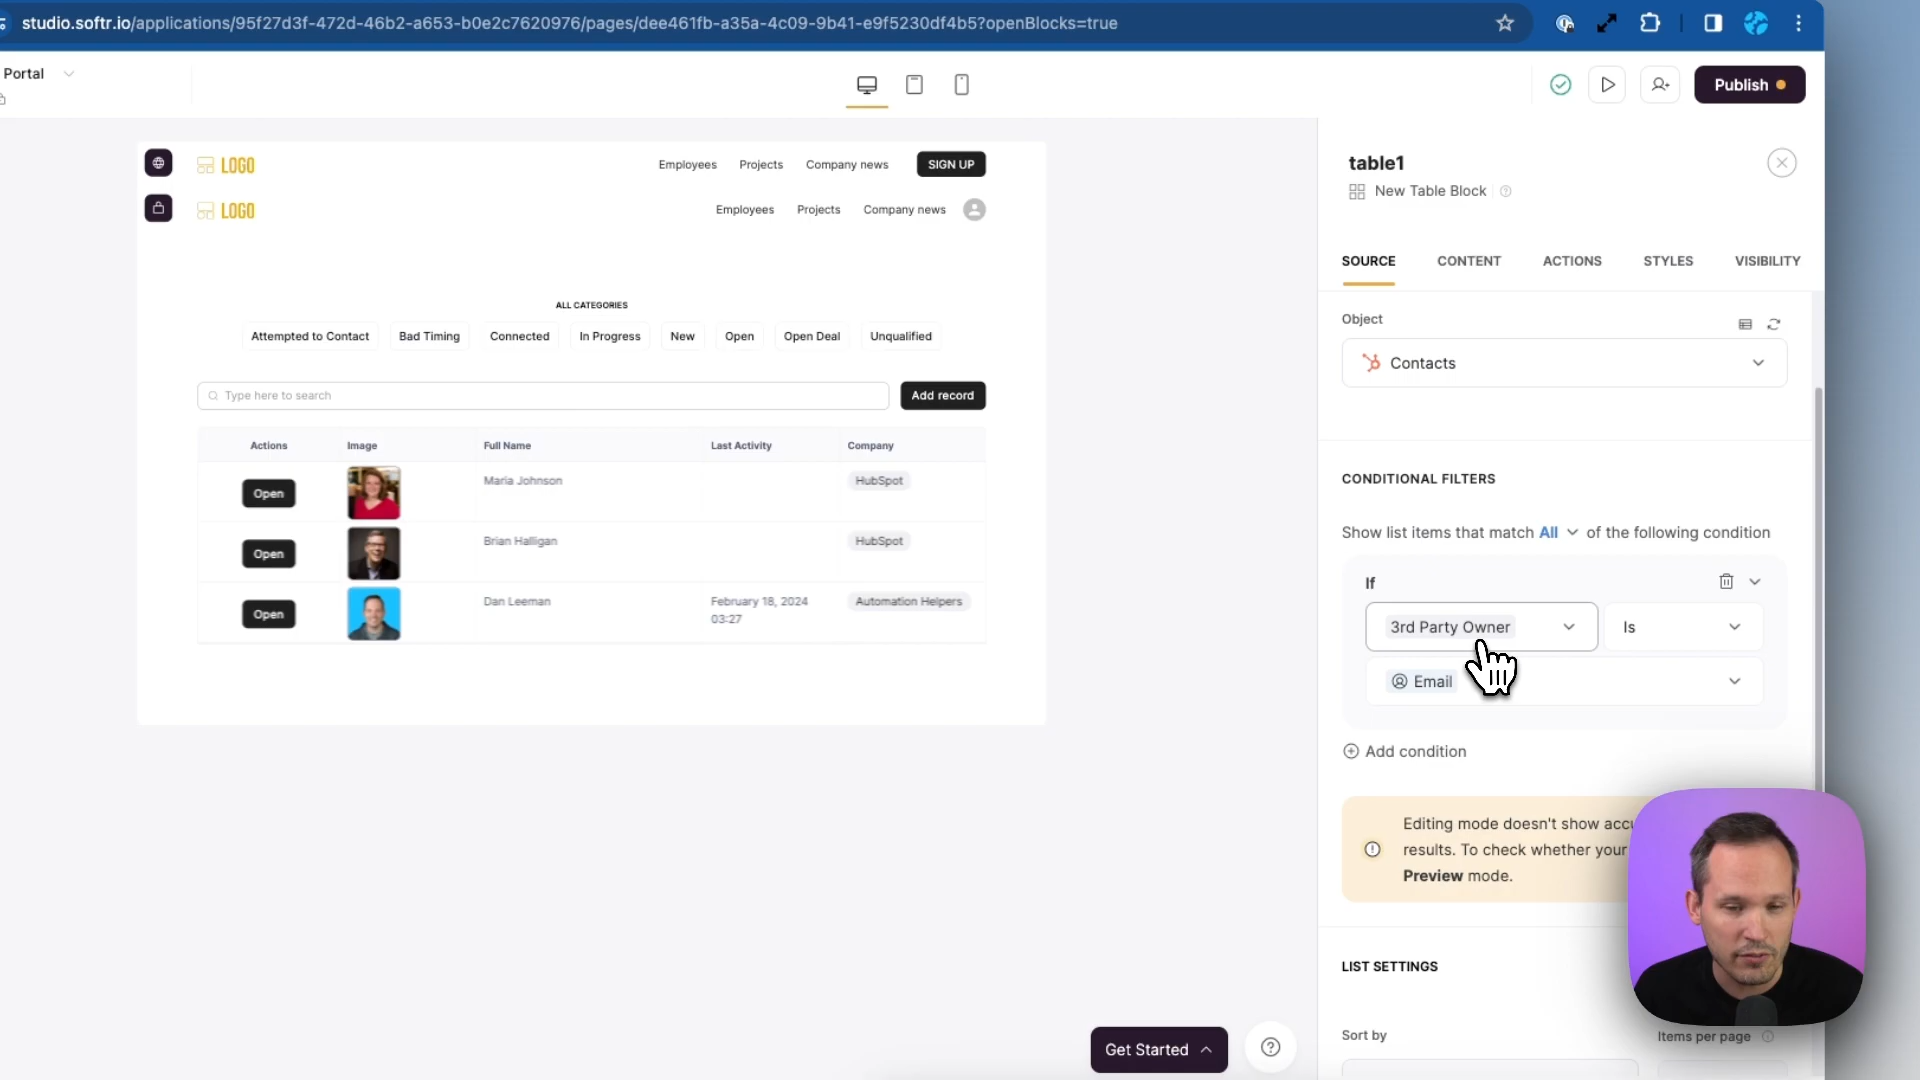 studio.softr.io/applications/95f27d3f-472d-46b2-a653-b0e2c7620976/pages/dee461fb-a35a-4c09-9b41-e9f5230df4b5?openBlocks=true
Portal
Publish
LOGO
Employees
Projects
Company news
SIGN UP
LOGO
Employees
Projects
Company news
table1
New Table Block
SOURCE
CONTENT
ACTIONS
STYLES
VISIBILITY
ALL CATEGORIES
Attempted to Contact
Bad Timing
Connected
In Progress
New
Open
Open Deal
Unqualified
Type here to search
Add record
Actions
Image
Full Name
Last Activity
Company
Open
Maria Johnson
HubSpot
Open
Brian Halligan
HubSpot
Open
Dan Leeman
February 18, 2024
03:27
Automation Helpers
Object
Contacts
CONDITIONAL FILTERS
Show list items that match All of the following condition
If
3rd Party Owner
Is
Email
Add condition
Editing mode doesn't show
results. To check whether your
Preview mode.
LIST SETTINGS
Sort by
Items per page
Get Started